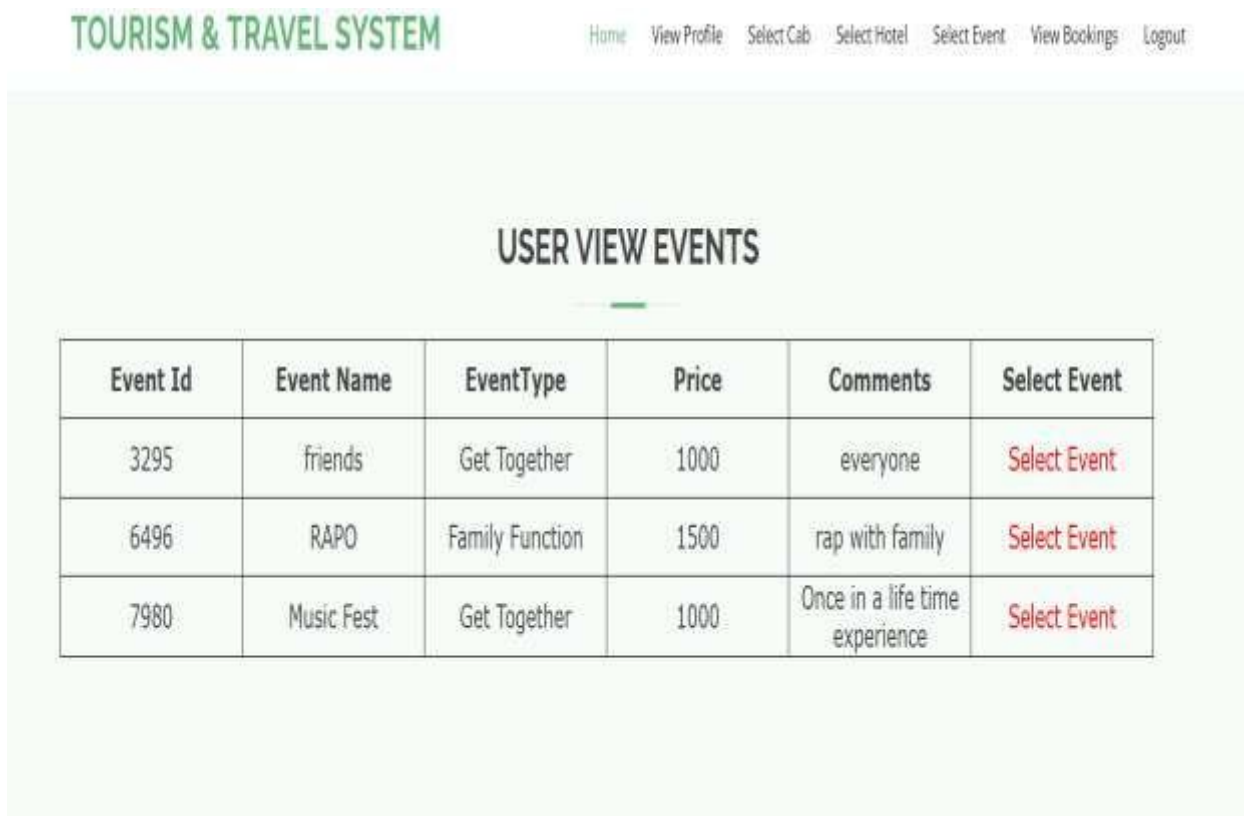 TOURISM & TRAVEL SYSTEM Home View Profile Select Cab Select Hotel Select Event View Bookings Logout
USER VIEW EVENTS
Event Id Event Name EventType Price Comments Select Event
3295 friends Get Together 1000 everyone Select Event
6496 RAPO Family Function 1500 rap with family Select Event
7980 Music Fest Get Together 1000 Once in a life time experience Select Event